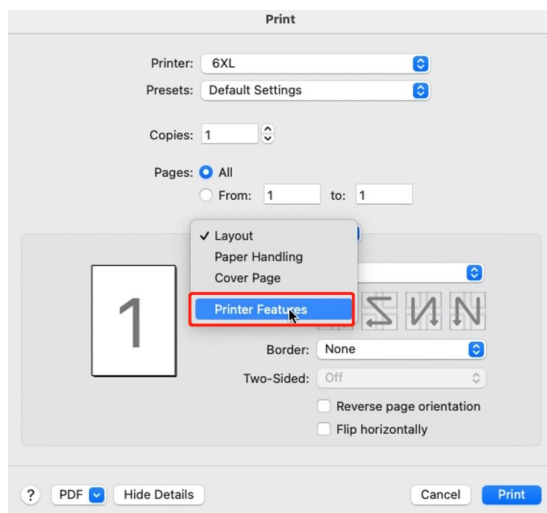 Print
Printer: 6XL
Presets: Default Settings
Copies: 1
Pages: All
From: 1 to: 1
✓ Layout
Paper Handling
Cover Page
Printer Features
1
Border: None
Two-Sided: Off
Reverse page orientation
Flip horizontally
? PDF Hide Details Cancel Print